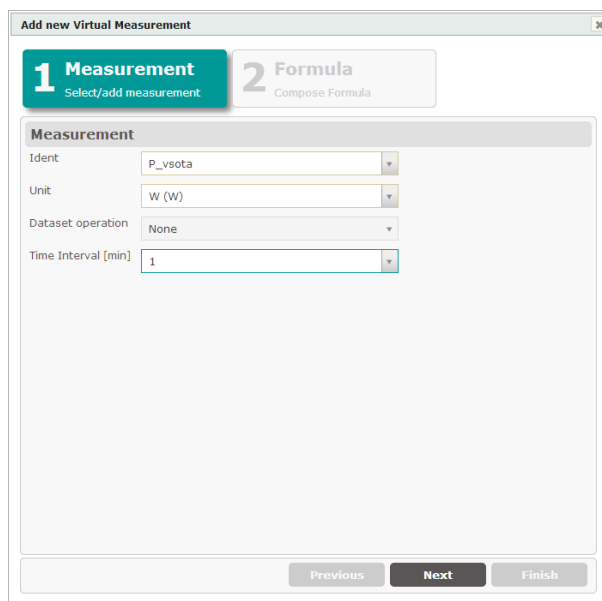 Add new Virtual Measurement
1 Measurement
Select/add measurement
2 Formula
Compose Formula
Measurement
Ident P_vsota
Unit W (W)
Dataset operation None
Time Interval [min] 1
Previous Next Finish